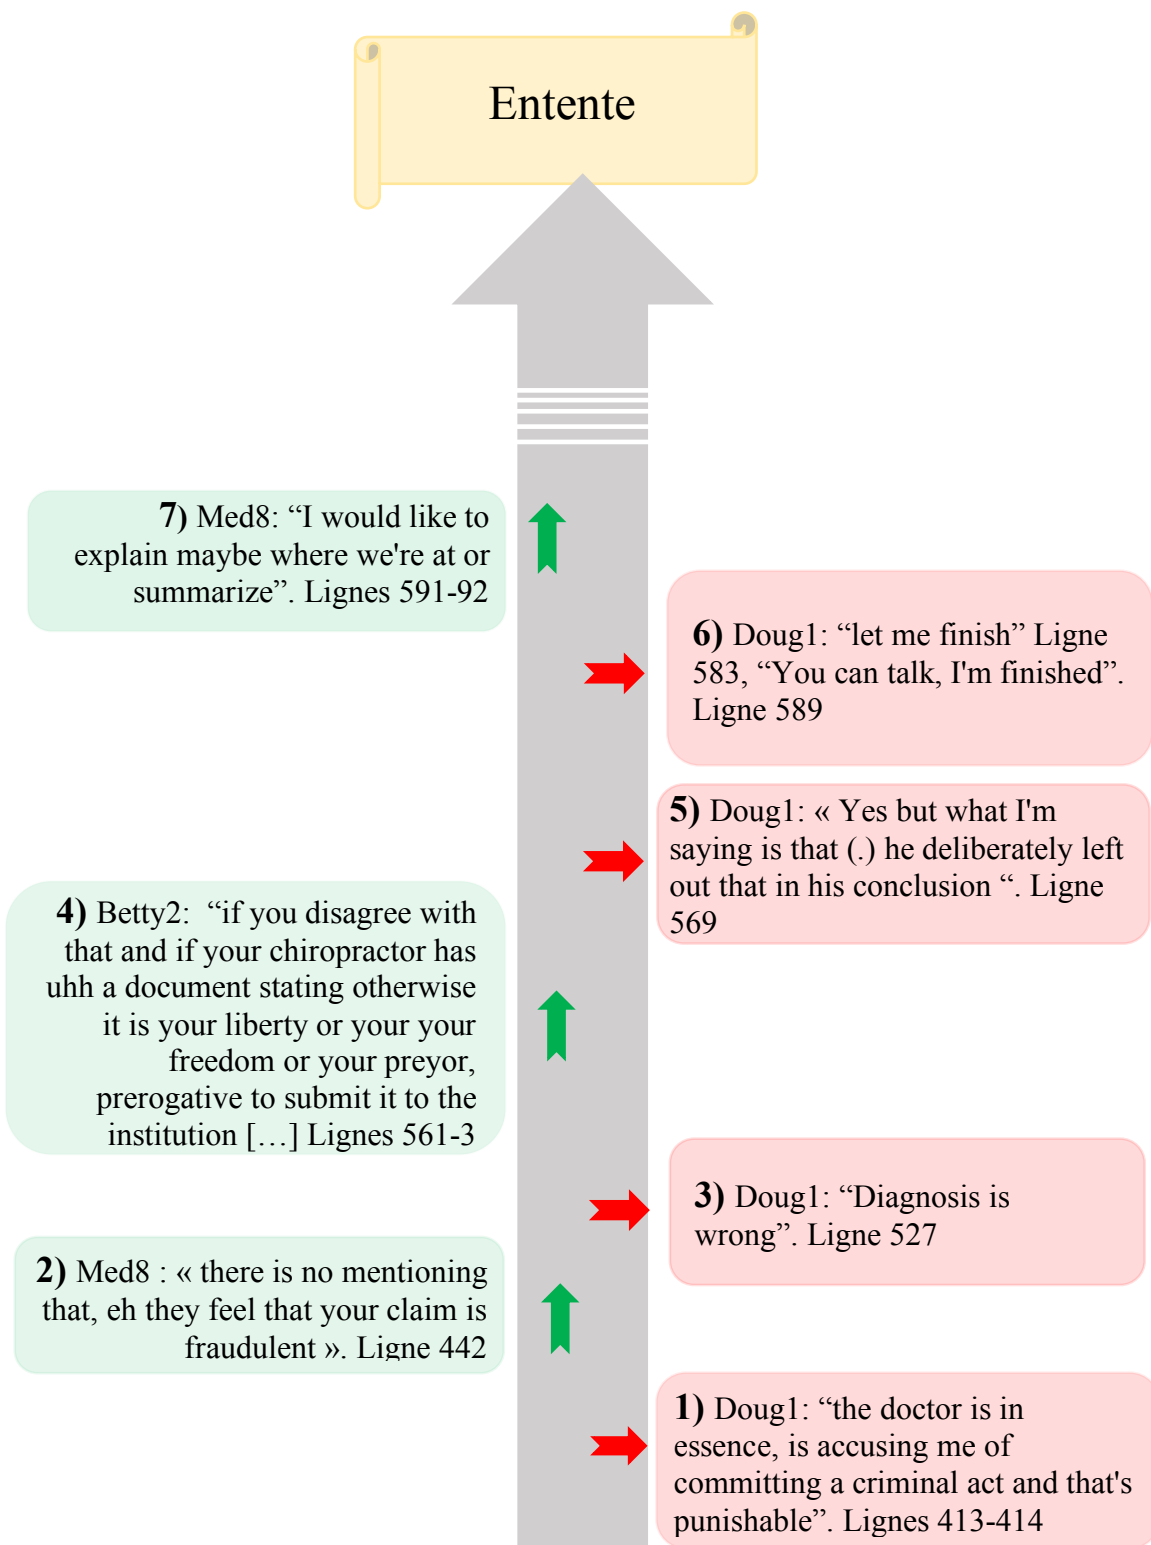 Entente
7) Med8: “I would like to
explain maybe where we're at or
summarize”. Lignes 591-92
6) Doug1: “let me finish” Ligne
583, “You can talk, I'm finished”.
Ligne 589
5) Doug1: « Yes but what I'm
saying is that (.) he deliberately left
out that in his conclusion “. Ligne
569
4) Betty2: “if you disagree with
that and if your chiropractor has
uhh a document stating otherwise
it is your liberty or your your
freedom or your preyor,
prerogative to submit it to the
institution […] Lignes 561-3
3) Doug1: “Diagnosis is
wrong”. Ligne 527
2) Med8 : « there is no mentioning
that, eh they feel that your claim is
fraudulent ». Ligne 442
1) Doug1: “the doctor is in
essence, is accusing me of
committing a criminal act and that's
punishable”. Lignes 413-414